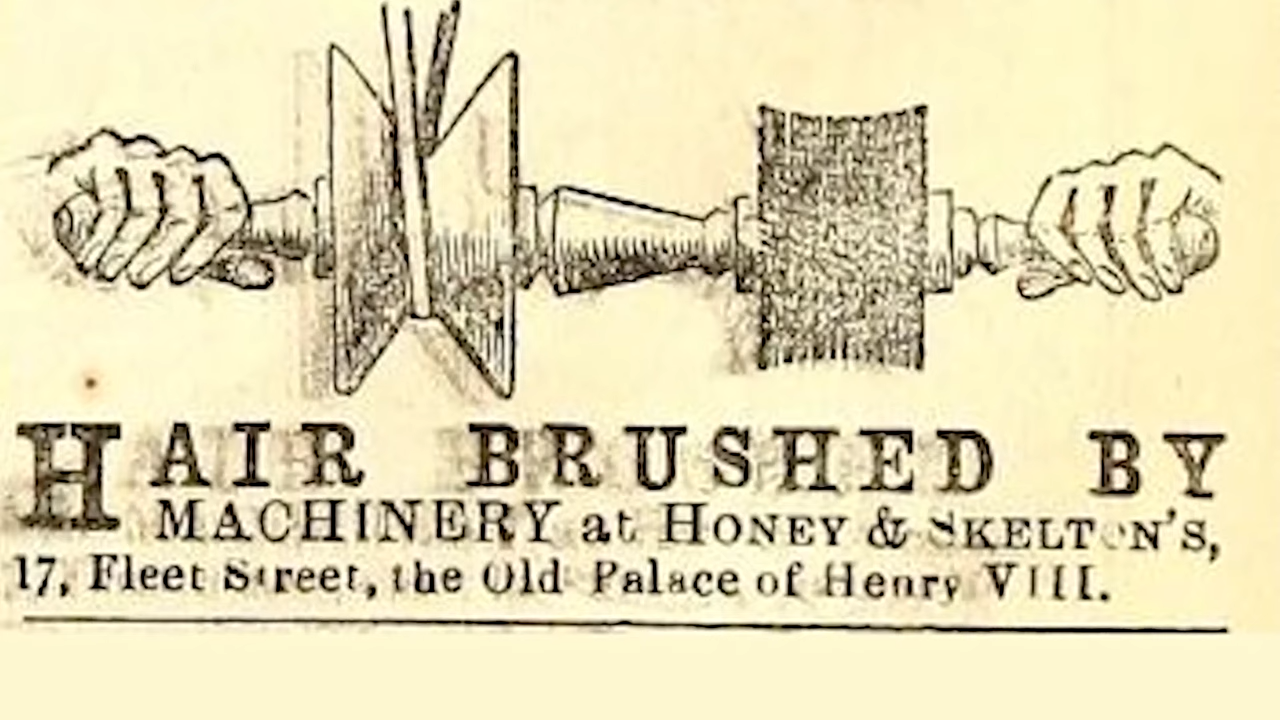 HAIR BRUSHED BY
MACHINERY at HONEY & SKELTON'S,
17, Fleet Street, the Old Palace of Henry VIII.